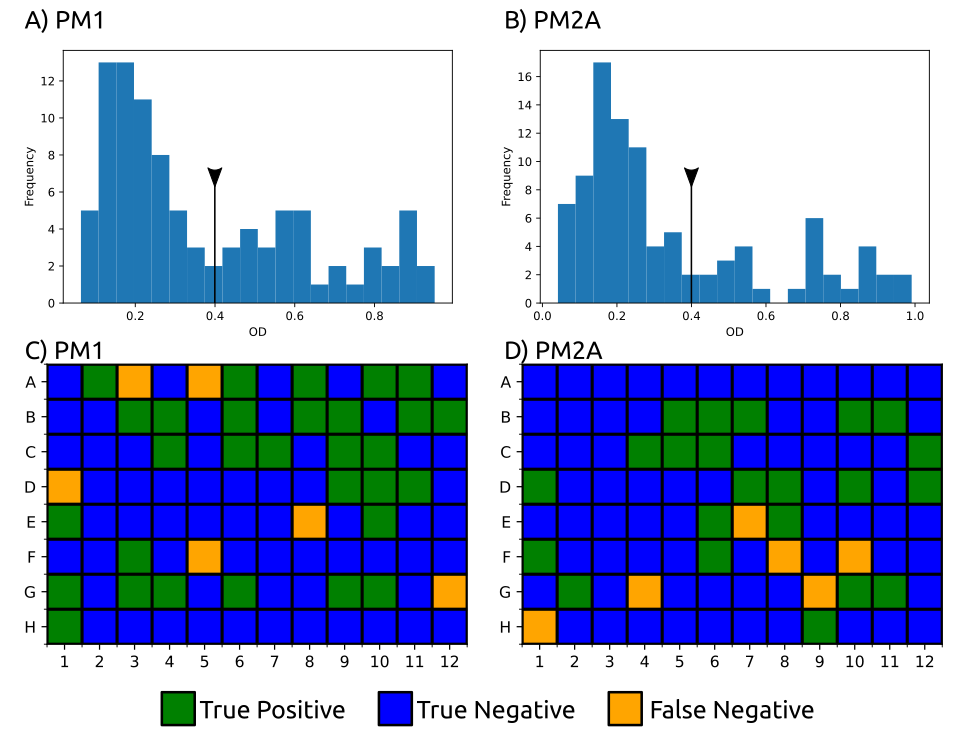 A) PM1
B) PM2A
Frequency
12
10
8
6
4
2
0
0.2 0.4 0.6 0.8
OD
Frequency
16
14
12
10
8
6
4
2
0
0.0 0.2 0.4 0.6 0.8 1.0
OD
C) PM1
A
B
C
D
E
F
G
H
1 2 3 4 5 6 7 8 9 10 11 12
D) PM2A
A
B
C
D
E
F
G
H
1 2 3 4 5 6 7 8 9 10 11 12
True Positive True Negative False Negative